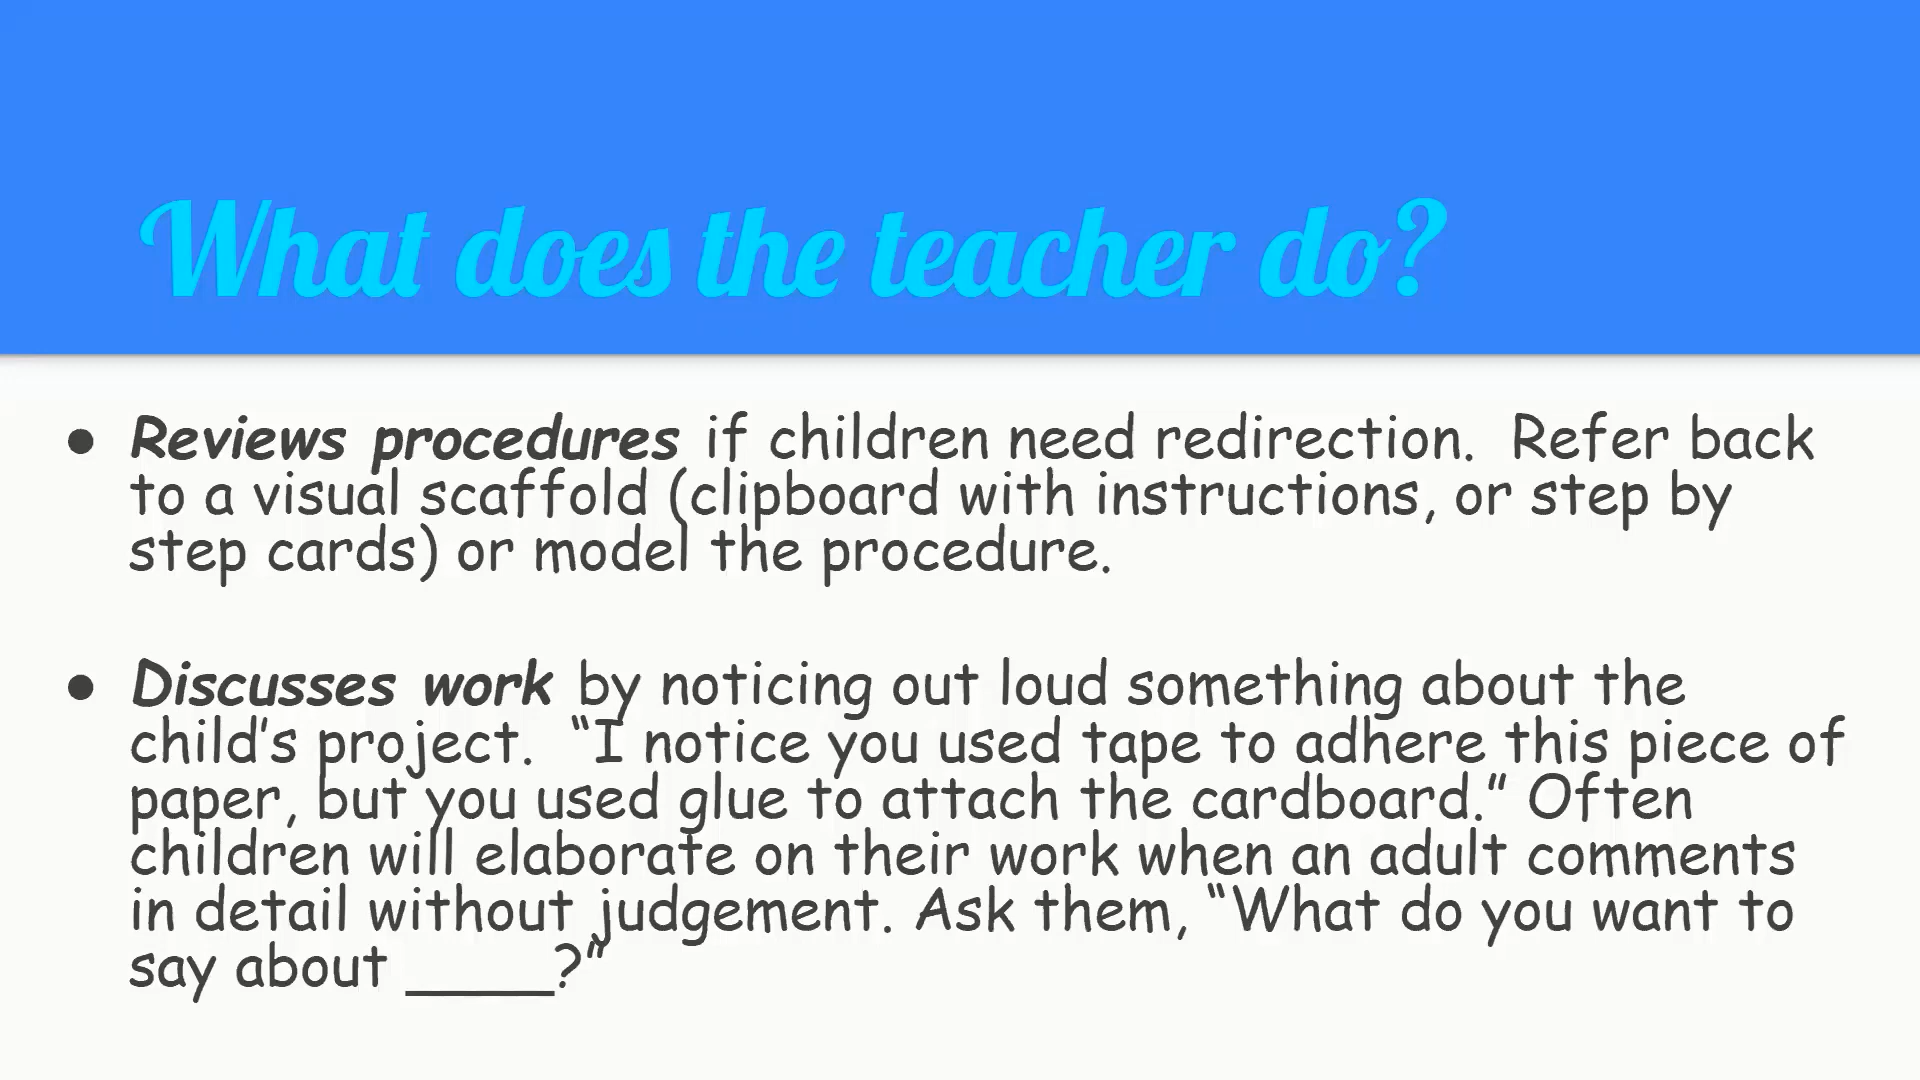 What does the teacher do?
● Reviews procedures if children need redirection.  Refer back
to a visual scaffold (clipboard with instructions, or step by
step cards) or model the procedure.
● Discusses work by noticing out loud something about the
child’s project.  “I notice you used tape to adhere this piece of
paper, but you used glue to attach the cardboard.” Often
children will elaborate on their work when an adult comments
in detail without judgement. Ask them, “What do you want to
say about _____?”